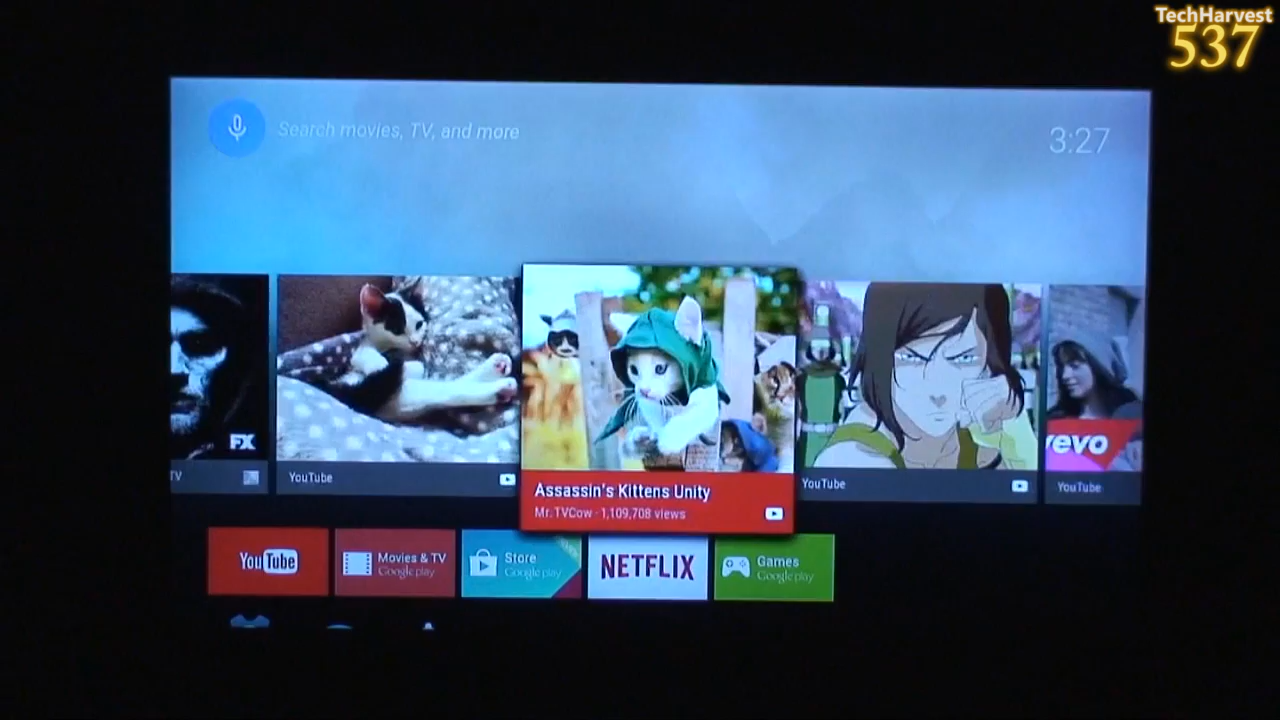 TechHarvest
537
Search movies, TV, and more
3:27
FX
vevo
TV
YouTube
Assassin's Kittens Unity
Mr. TVCow · 1,109,708 views
YouTube
YouTube
YouTube
Movies & TV
Google play
Store
Google play
NETFLIX
Games
Google play